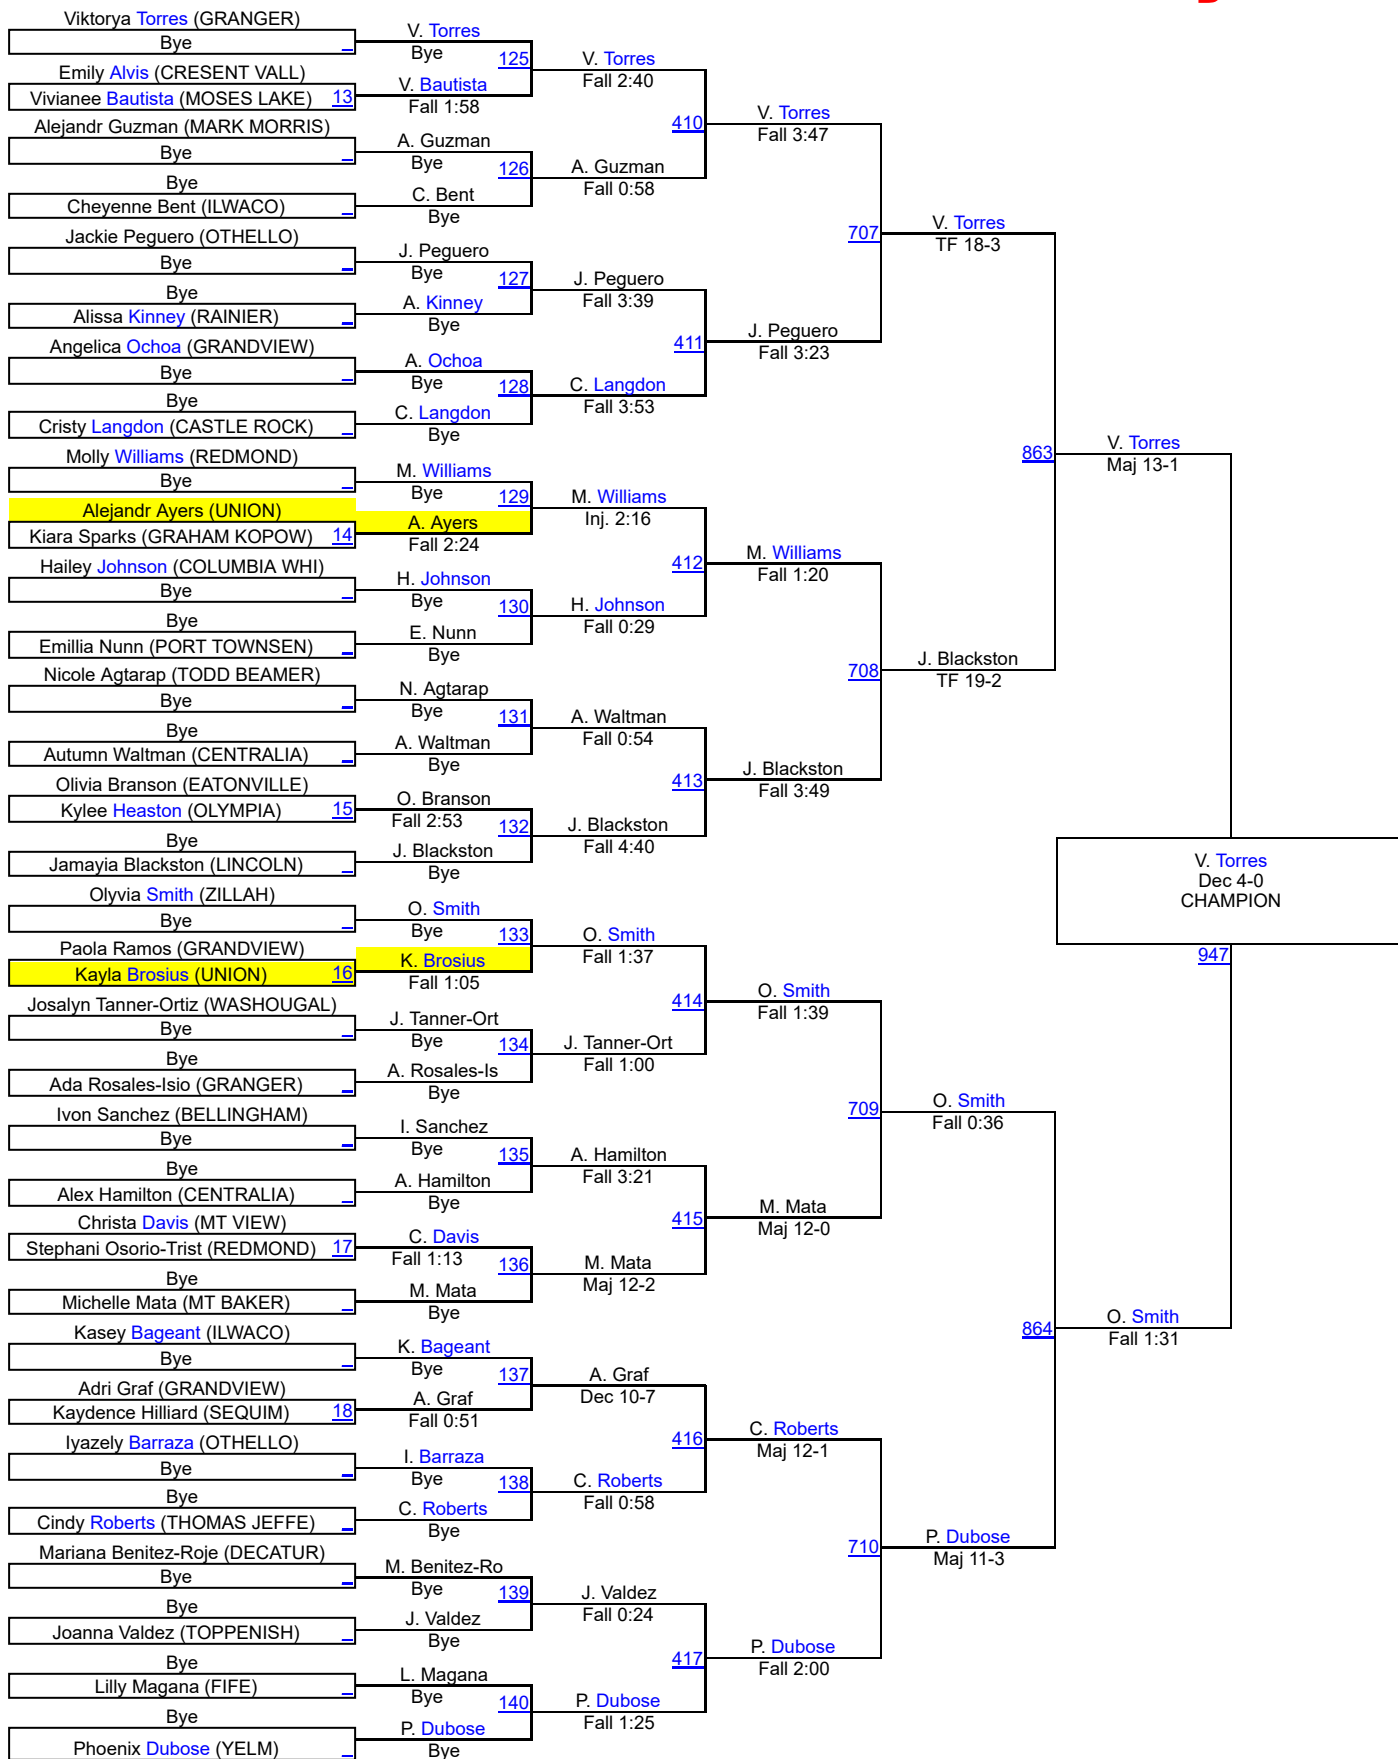 Viktorya Torres (GRANGER)
Bye
Emily Alvis (CRESENT VALL)
Vivianee Bautista (MOSES LAKE) 13
Alejandr Guzman (MARK MORRIS)
Bye
Bye
Cheyenne Bent (ILWACO)
Jackie Peguero (OTHELLO)
Bye
Bye
Alissa Kinney (RAINIER)
Angelica Ochoa (GRANDVIEW)
Bye
Bye
Cristy Langdon (CASTLE ROCK)
Molly Williams (REDMOND)
Bye
Alejandr Ayers (UNION)
Kiara Sparks (GRAHAM KOPOW) 14
Hailey Johnson (COLUMBIA WHI)
Bye
Bye
Emillia Nunn (PORT TOWNSEN)
Nicole Agtarap (TODD BEAMER)
Bye
Bye
Autumn Waltman (CENTRALIA)
Olivia Branson (EATONVILLE)
Kylee Heaston (OLYMPIA) 15
Bye
Jamayia Blackston (LINCOLN)
Olyvia Smith (ZILLAH)
Bye
Paola Ramos (GRANDVIEW)
Kayla Brosius (UNION) 16
Josalyn Tanner-Ortiz (WASHOUGAL)
Bye
Bye
Ada Rosales-Isio (GRANGER)
Ivon Sanchez (BELLINGHAM)
Bye
Bye
Alex Hamilton (CENTRALIA)
Christa Davis (MT VIEW)
Stephani Osorio-Trist (REDMOND) 17
Bye
Michelle Mata (MT BAKER)
Kasey Bageant (ILWACO)
Bye
Adri Graf (GRANDVIEW)
Kaydence Hilliard (SEQUIM) 18
Iyazely Barraza (OTHELLO)
Bye
Bye
Cindy Roberts (THOMAS JEFFE)
Mariana Benitez-Roje (DECATUR)
Bye
Bye
Joanna Valdez (TOPPENISH)
Bye
Lilly Magana (FIFE)
Bye
Phoenix Dubose (YELM)
V. Torres
Bye
125
V. Bautista
Fall 1:58
A. Guzman
Bye
126
C. Bent
Bye
J. Peguero
Bye
127
A. Kinney
Bye
A. Ochoa
Bye
128
C. Langdon
Bye
M. Williams
Bye
129
A. Ayers
Fall 2:24
H. Johnson
Bye
130
E. Nunn
Bye
N. Agtarap
Bye
131
A. Waltman
Bye
O. Branson
Fall 2:53
132
J. Blackston
Bye
O. Smith
Bye
133
K. Brosius
Fall 1:05
J. Tanner-Ort
Bye
134
A. Rosales-Is
Bye
I. Sanchez
Bye
135
A. Hamilton
Bye
C. Davis
Fall 1:13
136
M. Mata
Bye
K. Bageant
Bye
137
A. Graf
Fall 0:51
I. Barraza
Bye
138
C. Roberts
Bye
M. Benitez-Ro
Bye
139
J. Valdez
Bye
L. Magana
Bye
140
P. Dubose
Bye
V. Torres
Fall 2:40
410
A. Guzman
Fall 0:58
J. Peguero
Fall 3:39
411
C. Langdon
Fall 3:53
M. Williams
Inj. 2:16
412
H. Johnson
Fall 0:29
A. Waltman
Fall 0:54
413
J. Blackston
Fall 4:40
O. Smith
Fall 1:37
414
J. Tanner-Ort
Fall 1:00
A. Hamilton
Fall 3:21
415
M. Mata
Maj 12-2
A. Graf
Dec 10-7
416
C. Roberts
Fall 0:58
J. Valdez
Fall 0:24
417
P. Dubose
Fall 1:25
V. Torres
Fall 3:47
707
J. Peguero
Fall 3:23
M. Williams
Fall 1:20
708
J. Blackston
Fall 3:49
O. Smith
Fall 1:39
709
M. Mata
Maj 12-0
C. Roberts
Maj 12-1
710
P. Dubose
Fall 2:00
V. Torres
TF 18-3
863
J. Blackston
TF 19-2
O. Smith
Fall 0:36
864
P. Dubose
Maj 11-3
V. Torres
Maj 13-1
O. Smith
Fall 1:31
V. Torres
Dec 4-0
CHAMPION
947